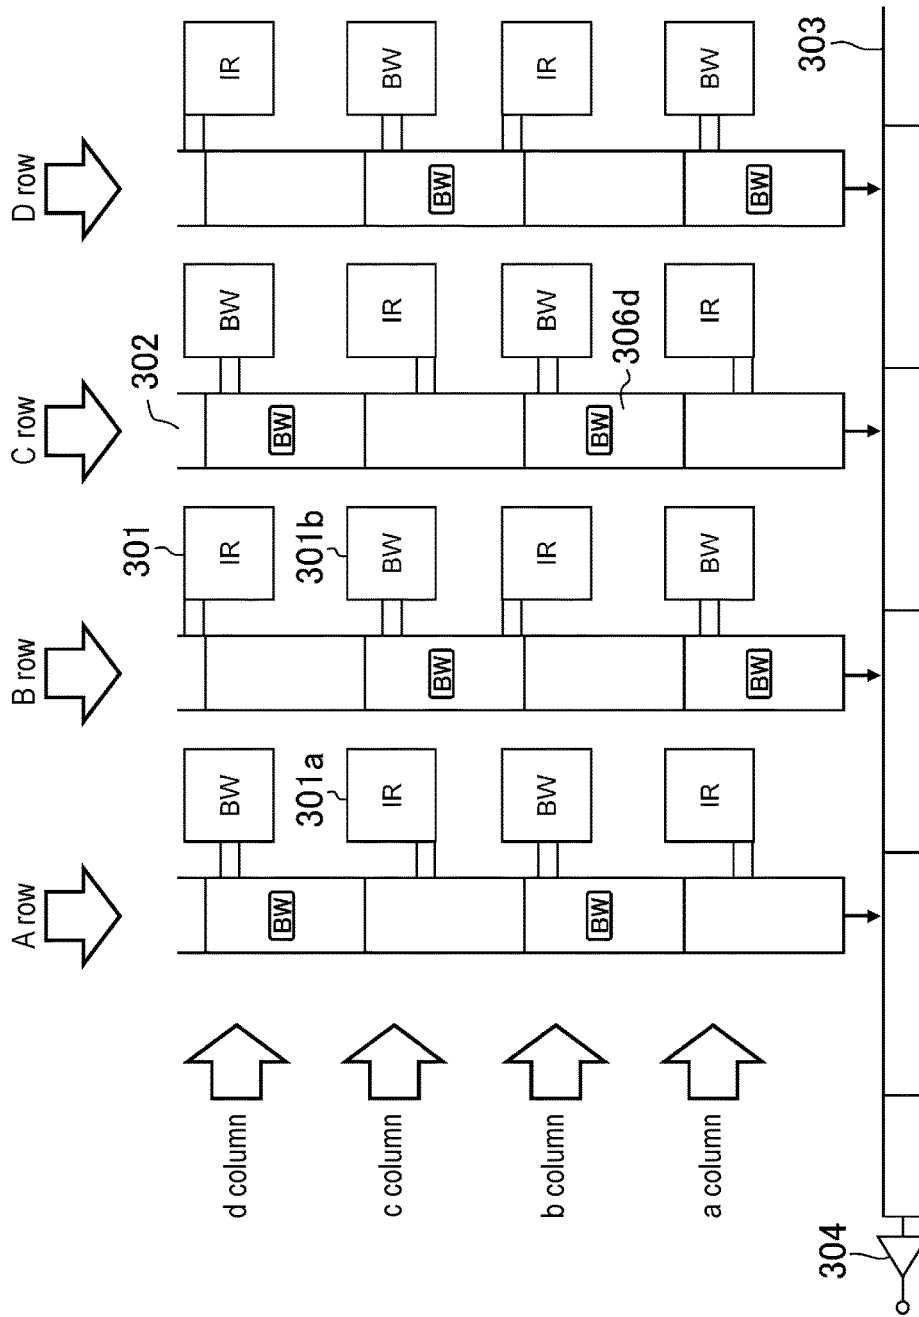 A row
B row
C row
D row
301
302
d column
BW
BW
IR
BW
BW
IR
301a
301b
c column
IR
BW
BW
IR
BW
BW
b column
BW
BW
IR
BW
BW
IR
306d
a column
IR
BW
BW
IR
BW
BW
304
303